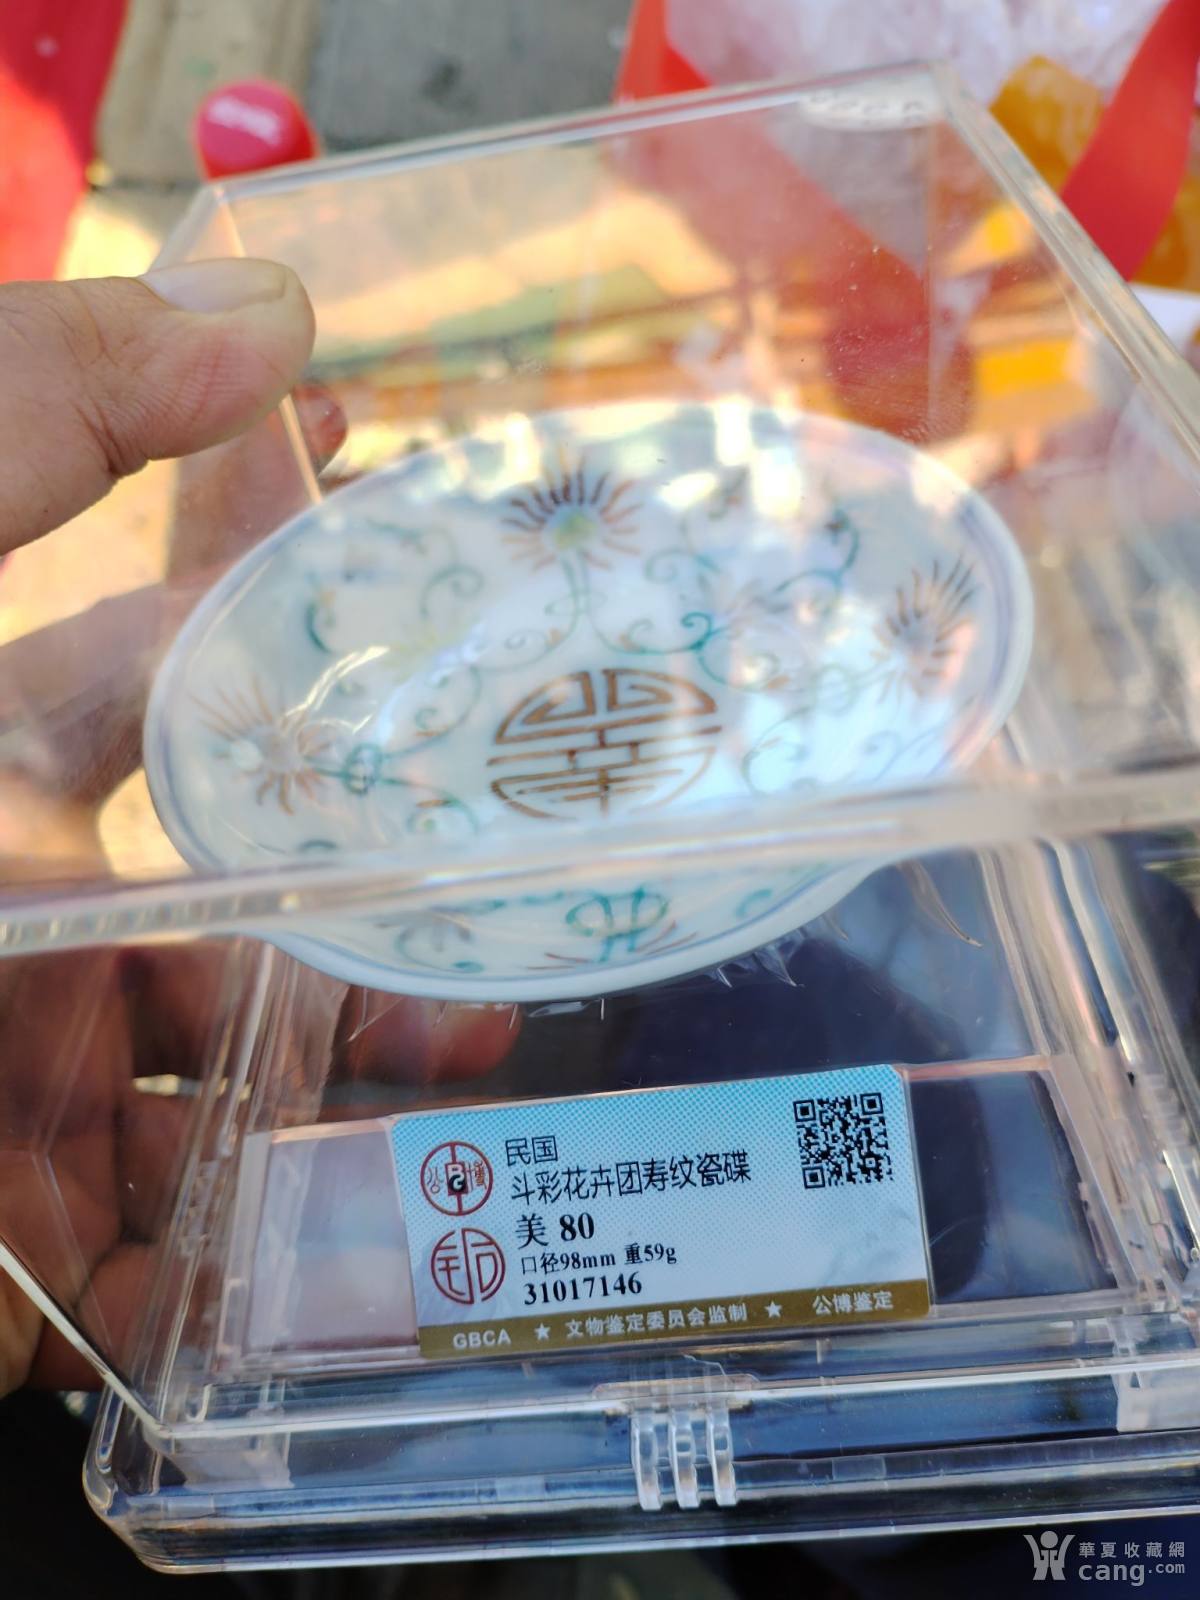 民国
斗彩花卉团寿纹瓷碟
美 80
口径98mm 重59g
31017146
GBCA ★ 文物鉴定委员会监制 ★ 公博鉴定
公博
華夏收藏網
cang.com